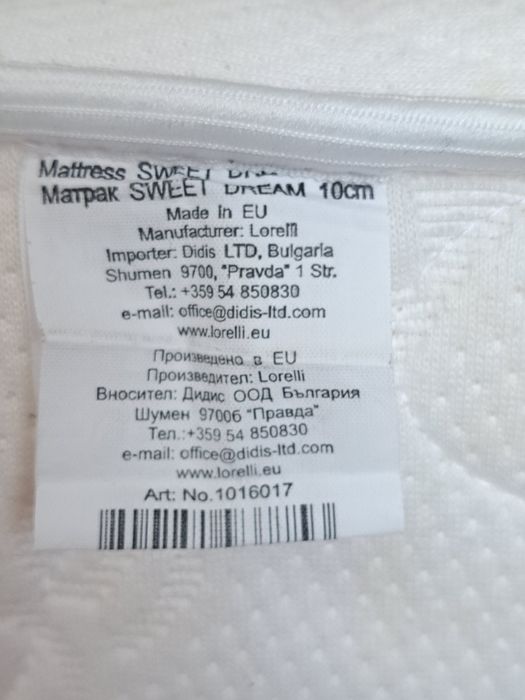 Mattress SWEET
Матрак SWEET DREAM 10cm
Made in EU
Manufacturer: Lorelli
Importer: Didis LTD, Bulgaria
Shumen 9700, "Pravda" 1 Str.
Tel.: +359 54 850830
e-mail: office@didis-ltd.com
www.lorelli.eu
Произведено в EU
Производител: Lorelli
Вносител: Дидис ООД България
Шумен 97006 "Правда"
Тел.:+359 54 850830
e-mail: office@didis-ltd.com
www.lorelli.eu
Art: No.1016017